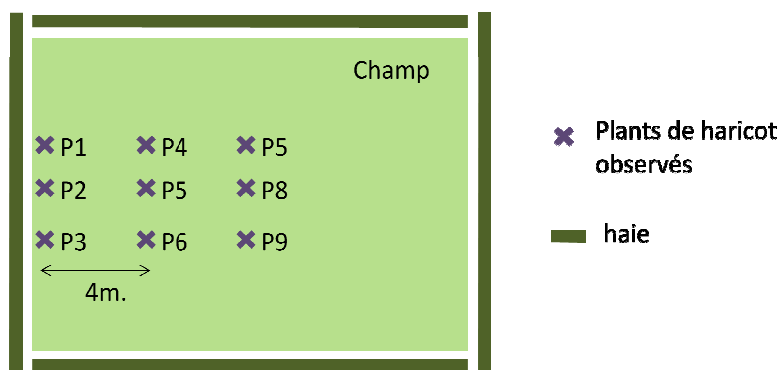 Champ
P1 P4 P5
P2 P5 P8
P3 P6 P9
4m.
Plants de haricot
observés
haie